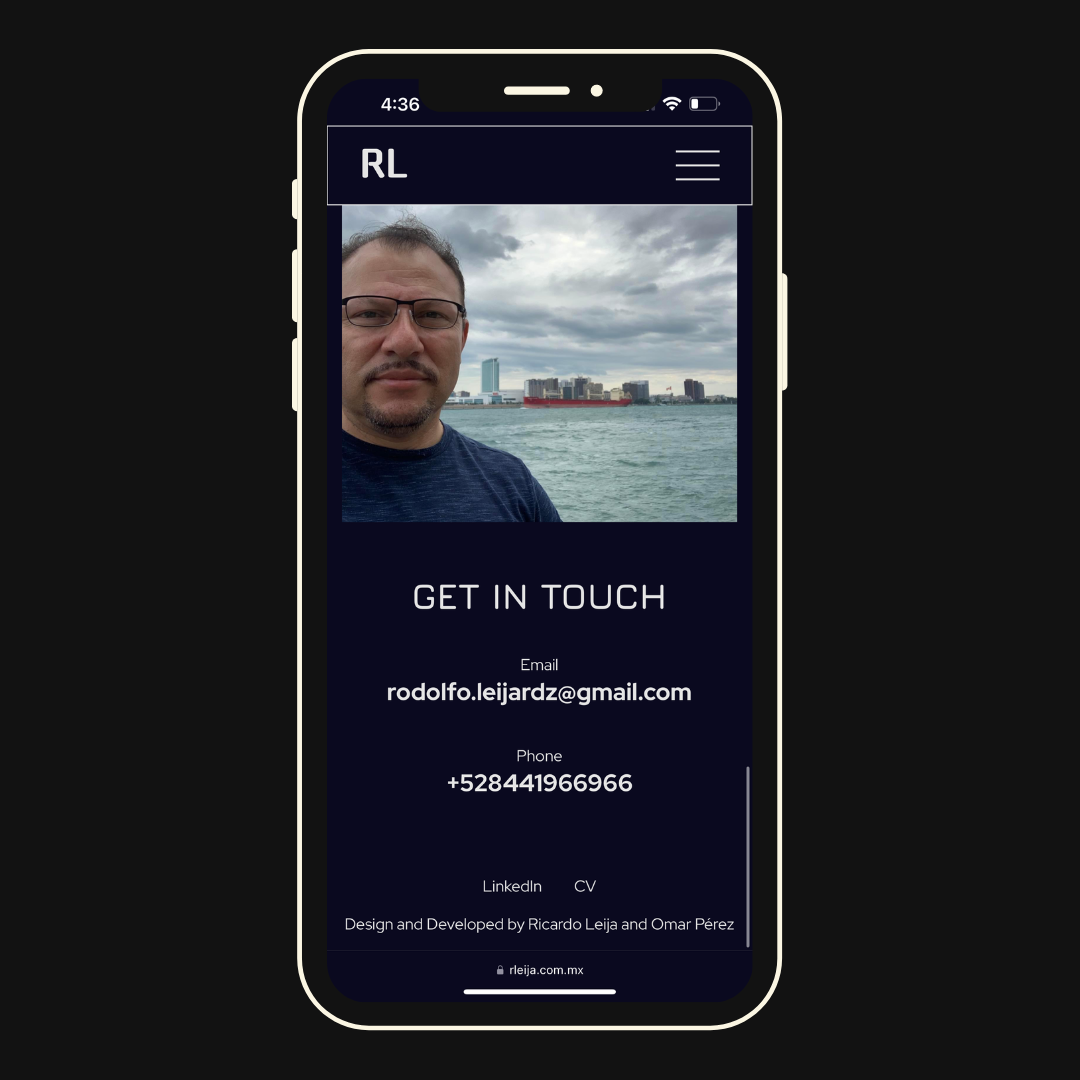 4:36
RL
GET IN TOUCH
Email
rodolfo.leijardz@gmail.com
Phone
+528441966966
LinkedIn CV
Design and Developed by Ricardo Leija and Omar Pérez
rleija.com.mx